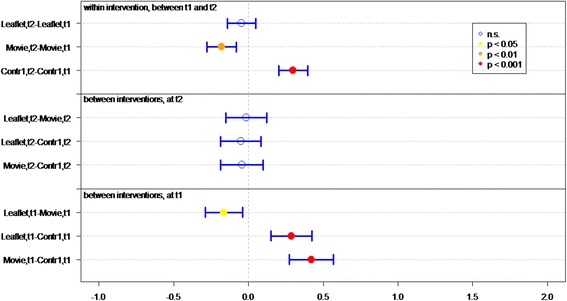 within intervention, between t1 and t2
Leaflet,t2-Leaflet,t1
Movie,t2-Movie,t1
Contr1,t2-Contr1,t1
n.s.
p < 0.05
p < 0.01
p < 0.001
between interventions, at t2
Leaflet,t2-Movie,t2
Leaflet,t2-Contr1,t2
Movie,t2-Contr1,t2
between interventions, at t1
Leaflet,t1-Movie,t1
Leaflet,t1-Contr1,t1
Movie,t1-Contr1,t1
-1.0 -0.5 0.0 0.5 1.0 1.5 2.0